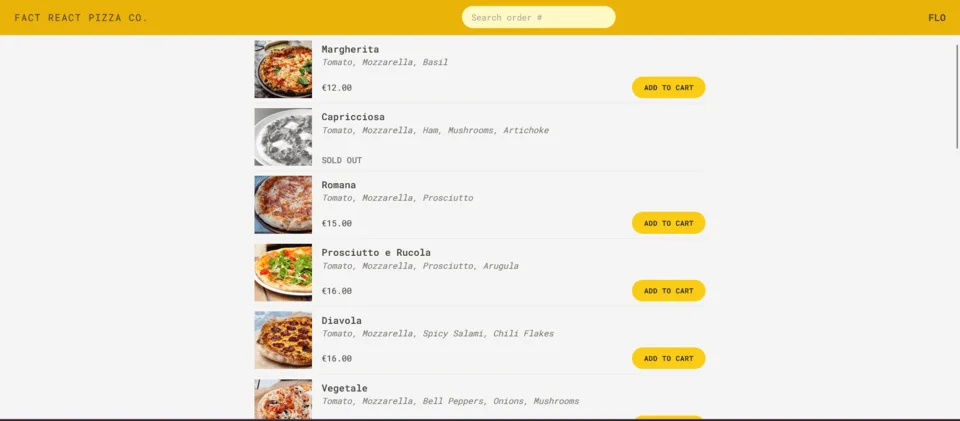 FACT REACT PIZZA CO.
Search order #
FLO
Margherita
Tomato, Mozzarella, Basil
€12.00
ADD TO CART
Capricciosa
Tomato, Mozzarella, Ham, Mushrooms, Artichoke
SOLD OUT
Romana
Tomato, Mozzarella, Prosciutto
€15.00
ADD TO CART
Prosciutto e Rucola
Tomato, Mozzarella, Prosciutto, Arugula
€16.00
ADD TO CART
Diavola
Tomato, Mozzarella, Spicy Salami, Chili Flakes
€16.00
ADD TO CART
Vegetale
Tomato, Mozzarella, Bell Peppers, Onions, Mushrooms